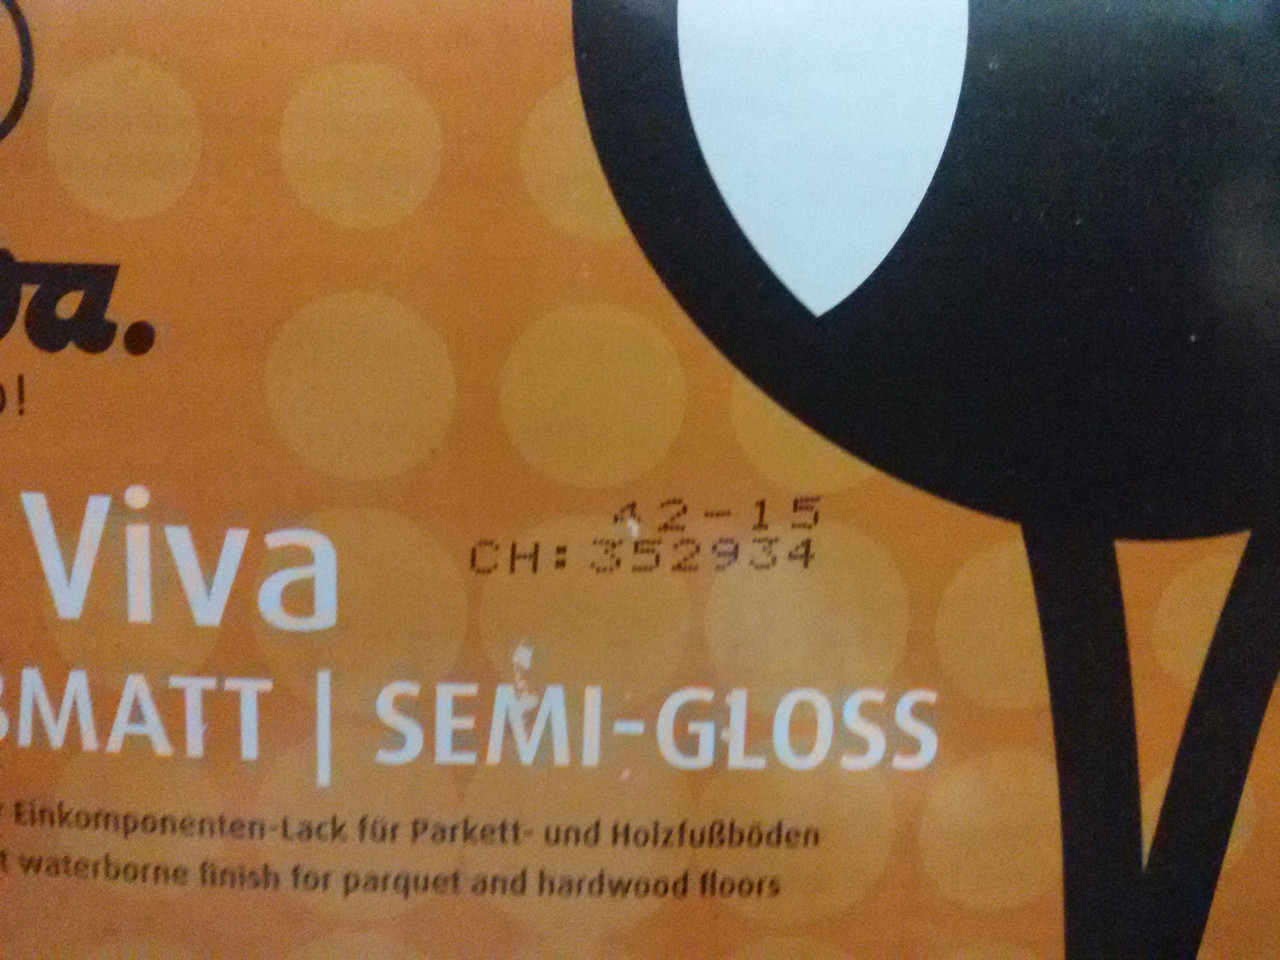 Viva
42-15
CH:352934
MATT | SEMI-GLOSS
Einkomponenten-Lack für Parkett- und Holzfußböden
waterborne finish for parquet and hardwood floors